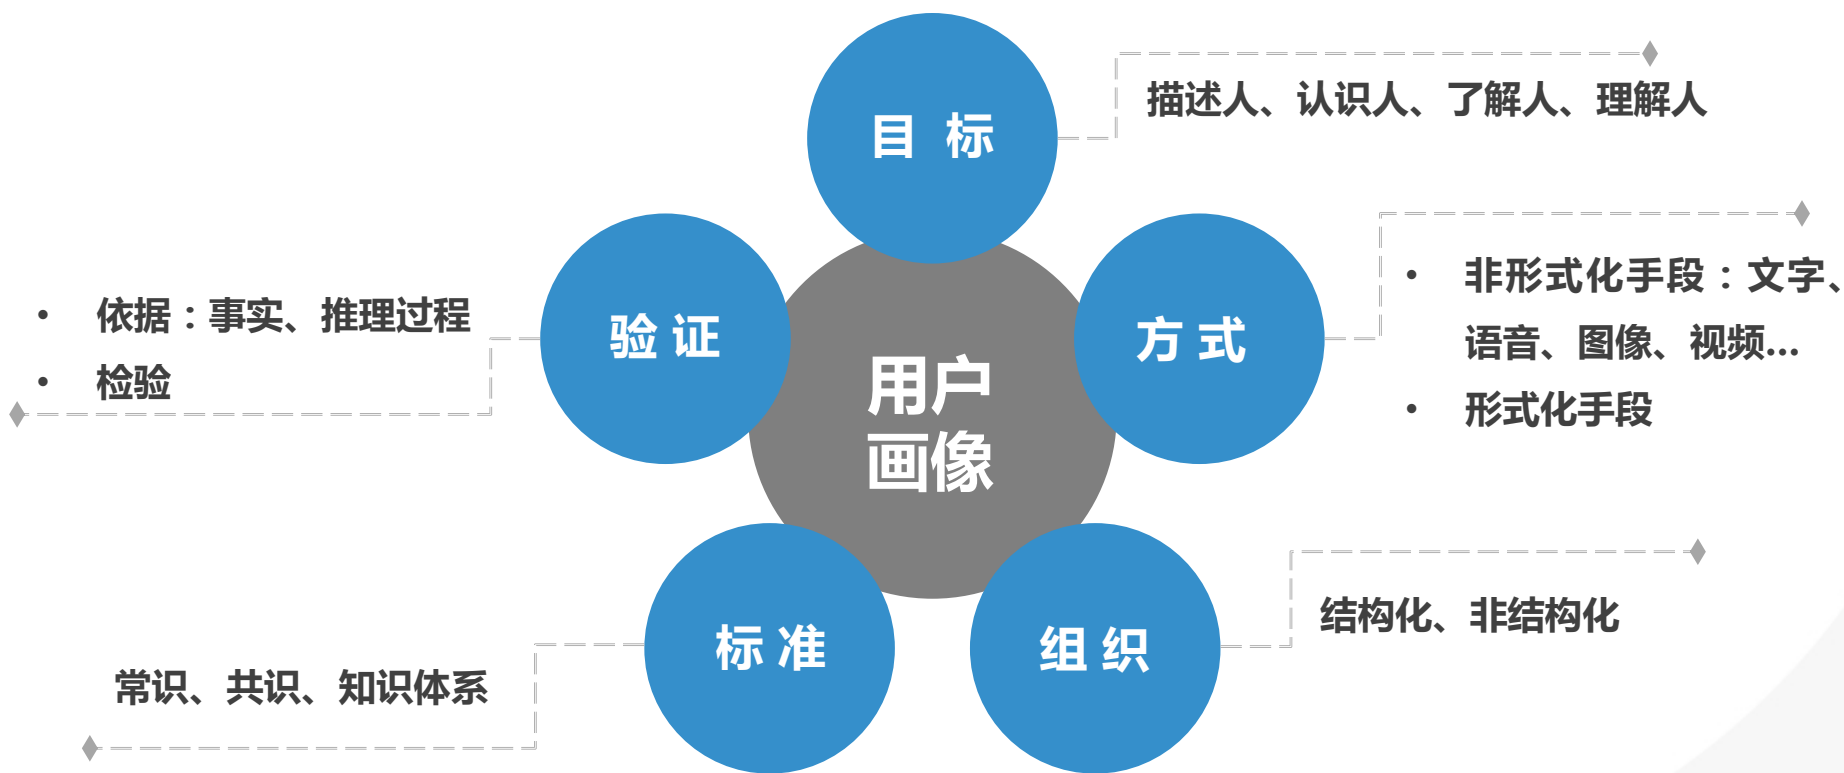 目 标
描述人、认识人、了解人、理解人
方 式
• 非形式化手段：文字、
语音、图像、视频...
• 形式化手段
验 证
• 依据：事实、推理过程
• 检验
用户
画像
组 织
结构化、非结构化
标 准
常识、共识、知识体系